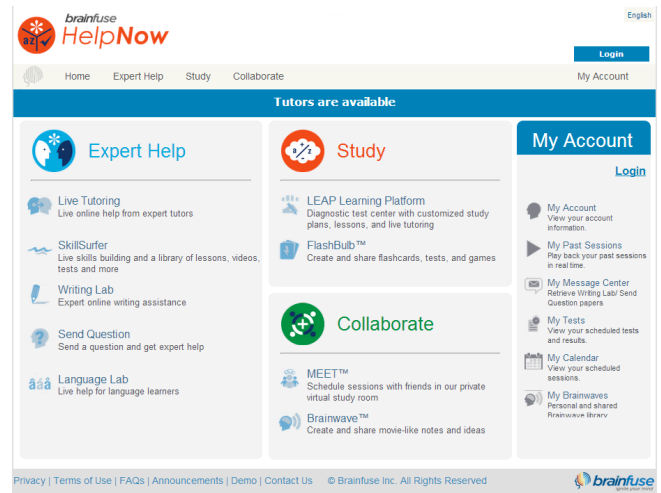 brainfuse
HelpNow
English
Login
Home Expert Help Study Collaborate My Account
Tutors are available
Expert Help
Live Tutoring
Live online help from expert tutors
SkillSurfer
Live skills building and a library of lessons, videos,
tests and more
Writing Lab
Expert online writing assistance
Send Question
Send a question and get expert help
âáå Language Lab
Live help for language learners
a + / - z
Study
LEAP Learning Platform
Diagnostic test center with customized study
plans, lessons, and live tutoring
FlashBulb™
Create and share flashcards, tests, and games
Collaborate
MEET™
Schedule sessions with friends in our private
virtual study room
Brainwave™
Create and share movie-like notes and ideas
My Account
Login
My Account
View your account
information.
My Past Sessions
Play back your past sessions
in real time.
My Message Center
Retrieve Writing Lab/ Send
Question papers
My Tests
View your scheduled tests
and results.
My Calendar
View your scheduled
sessions.
My Brainwaves
Personal and shared
Brainwave library
Privacy | Terms of Use | FAQs | Announcements | Demo | Contact Us © Brainfuse Inc. All Rights Reserved
brainfuse
ignite your mind